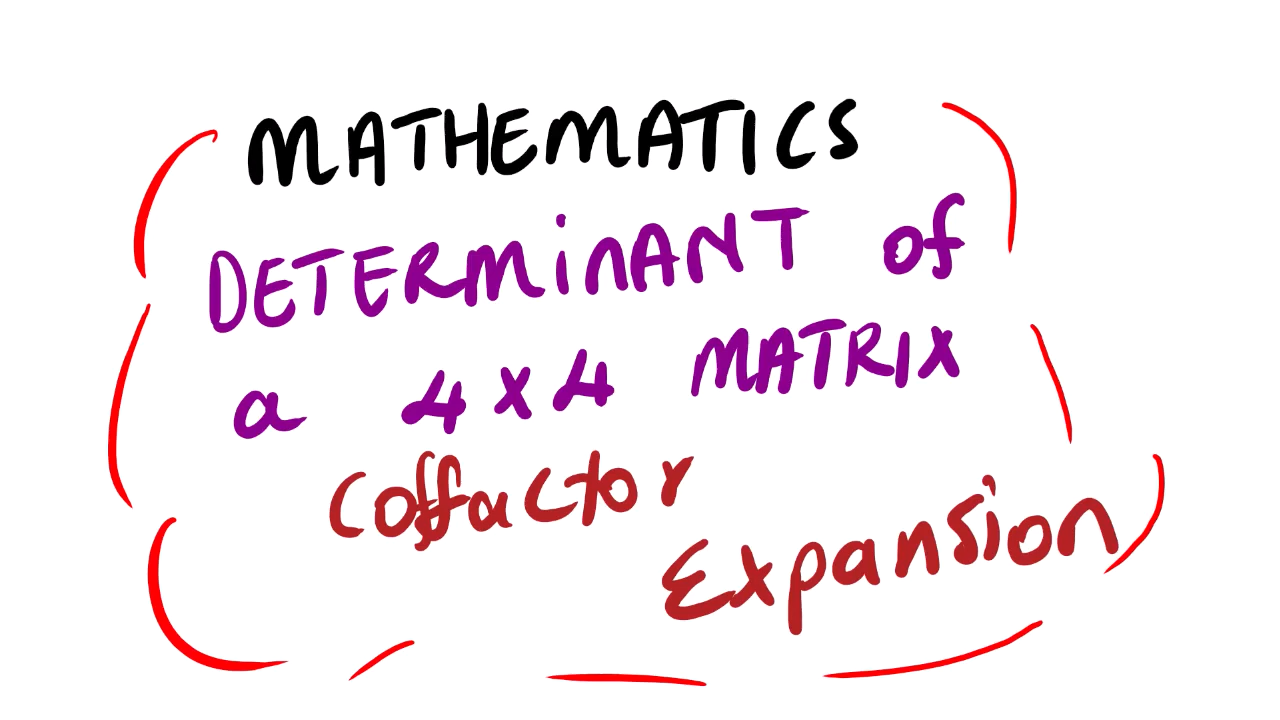 MATHEMATICS
DETERMINANT of
a 4x4 MATRIX
Coffactor
Expansion